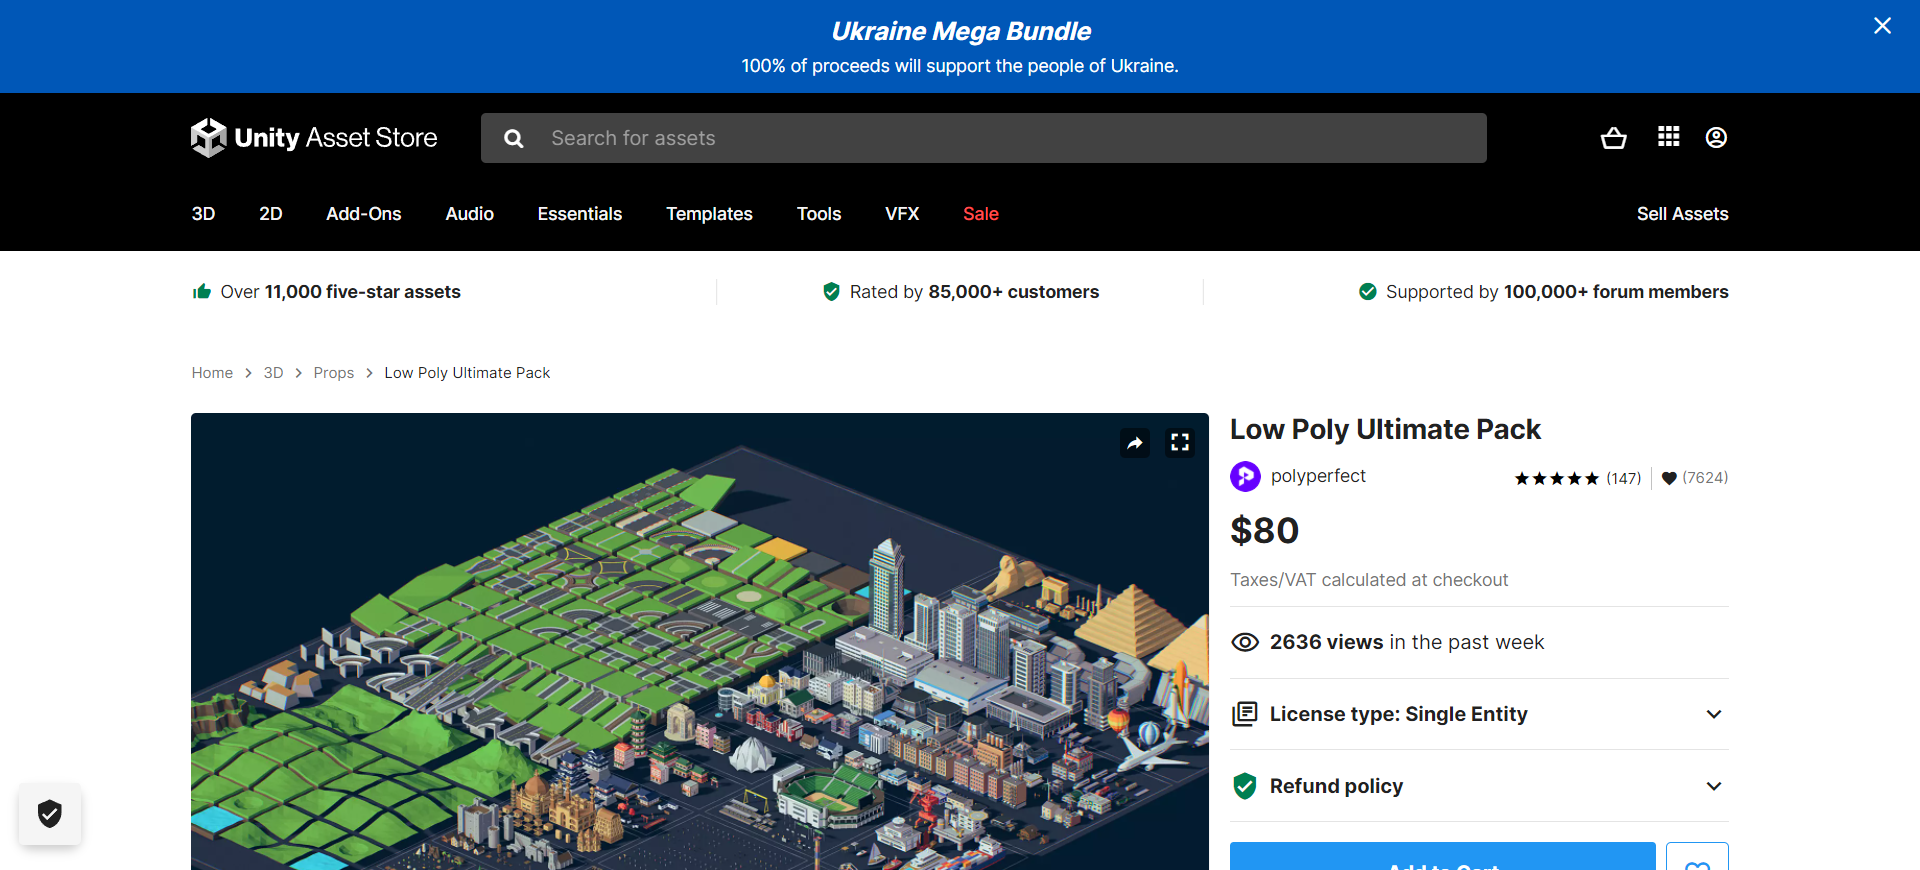 Ukraine Mega Bundle
100% of proceeds will support the people of Ukraine.
Unity Asset Store
Search for assets
3D 2D Add-Ons Audio Essentials Templates Tools VFX Sale Sell Assets
Over 11,000 five-star assets
Rated by 85,000+ customers
Supported by 100,000+ forum members
Home > 3D > Props > Low Poly Ultimate Pack
Low Poly Ultimate Pack
polyperfect
(147) (7624)
$80
Taxes/VAT calculated at checkout
2636 views in the past week
License type: Single Entity
Refund policy
Add to Cart